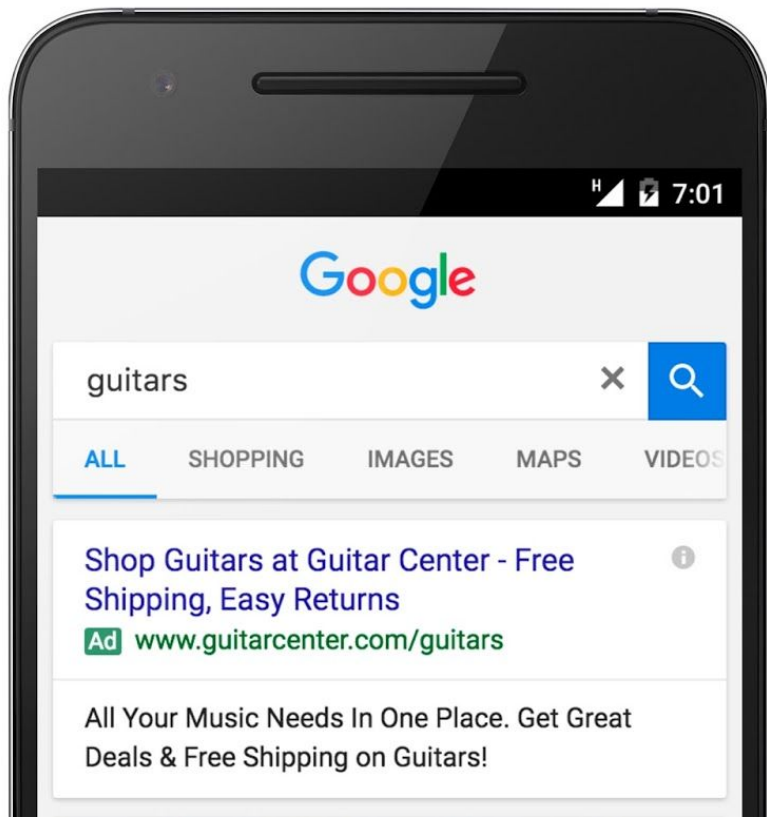 H 7:01
Google
guitars
ALL SHOPPING IMAGES MAPS VIDEOS
Shop Guitars at Guitar Center - Free
Shipping, Easy Returns
Ad www.guitarcenter.com/guitars
All Your Music Needs In One Place. Get Great
Deals & Free Shipping on Guitars!